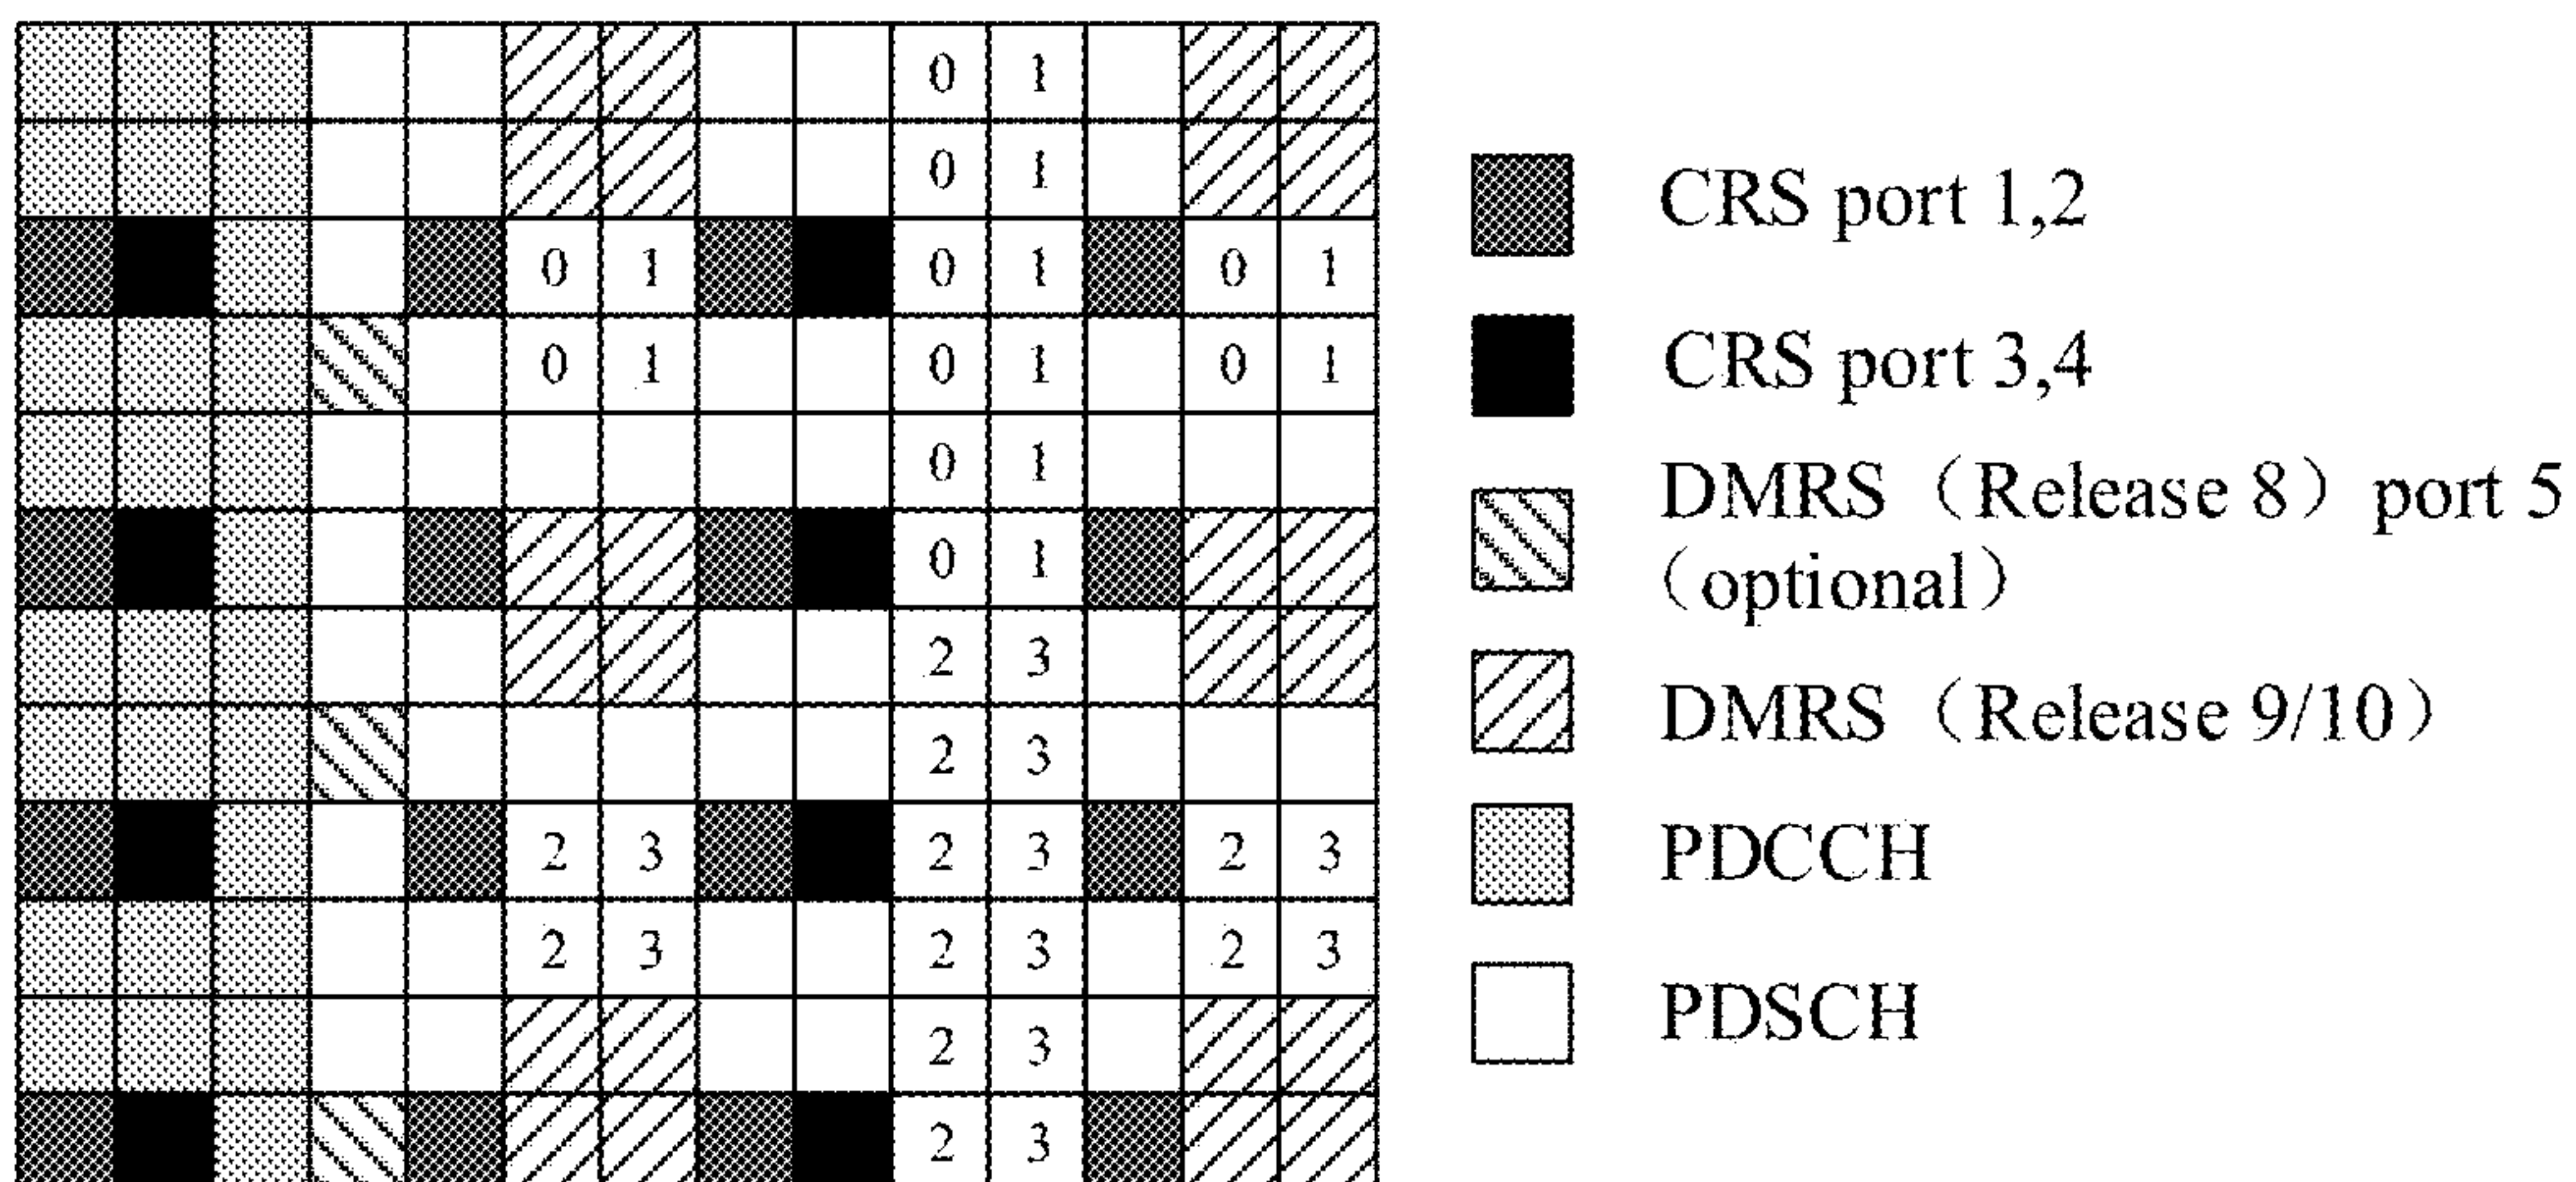 0 1
0 1
0 1 0 1 0 1
0 1 0 1 0 1
0 1
0 1
2 3
2 3
2 3 2 3 2 3
2 3 2 3 2 3
2 3
2 3
CRS port 1,2
CRS port 3,4
DMRS（Release 8）port 5
（optional）
DMRS（Release 9/10）
PDCCH
PDSCH